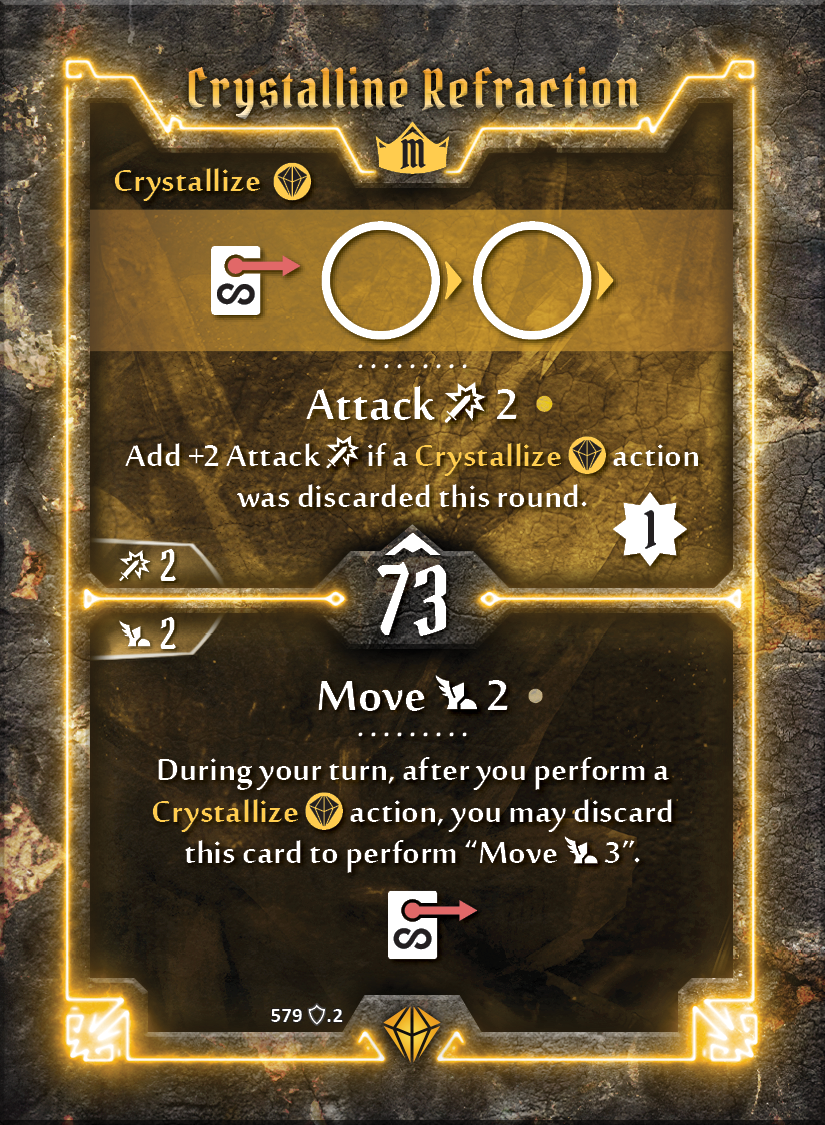 Crystalline Refraction
m
Crystallize
Attack 2
Add +2 Attack if a Crystallize action
was discarded this round.
1
2
73
2
Move 2
During your turn, after you perform a
Crystallize action, you may discard
this card to perform “Move 3”.
579 .2